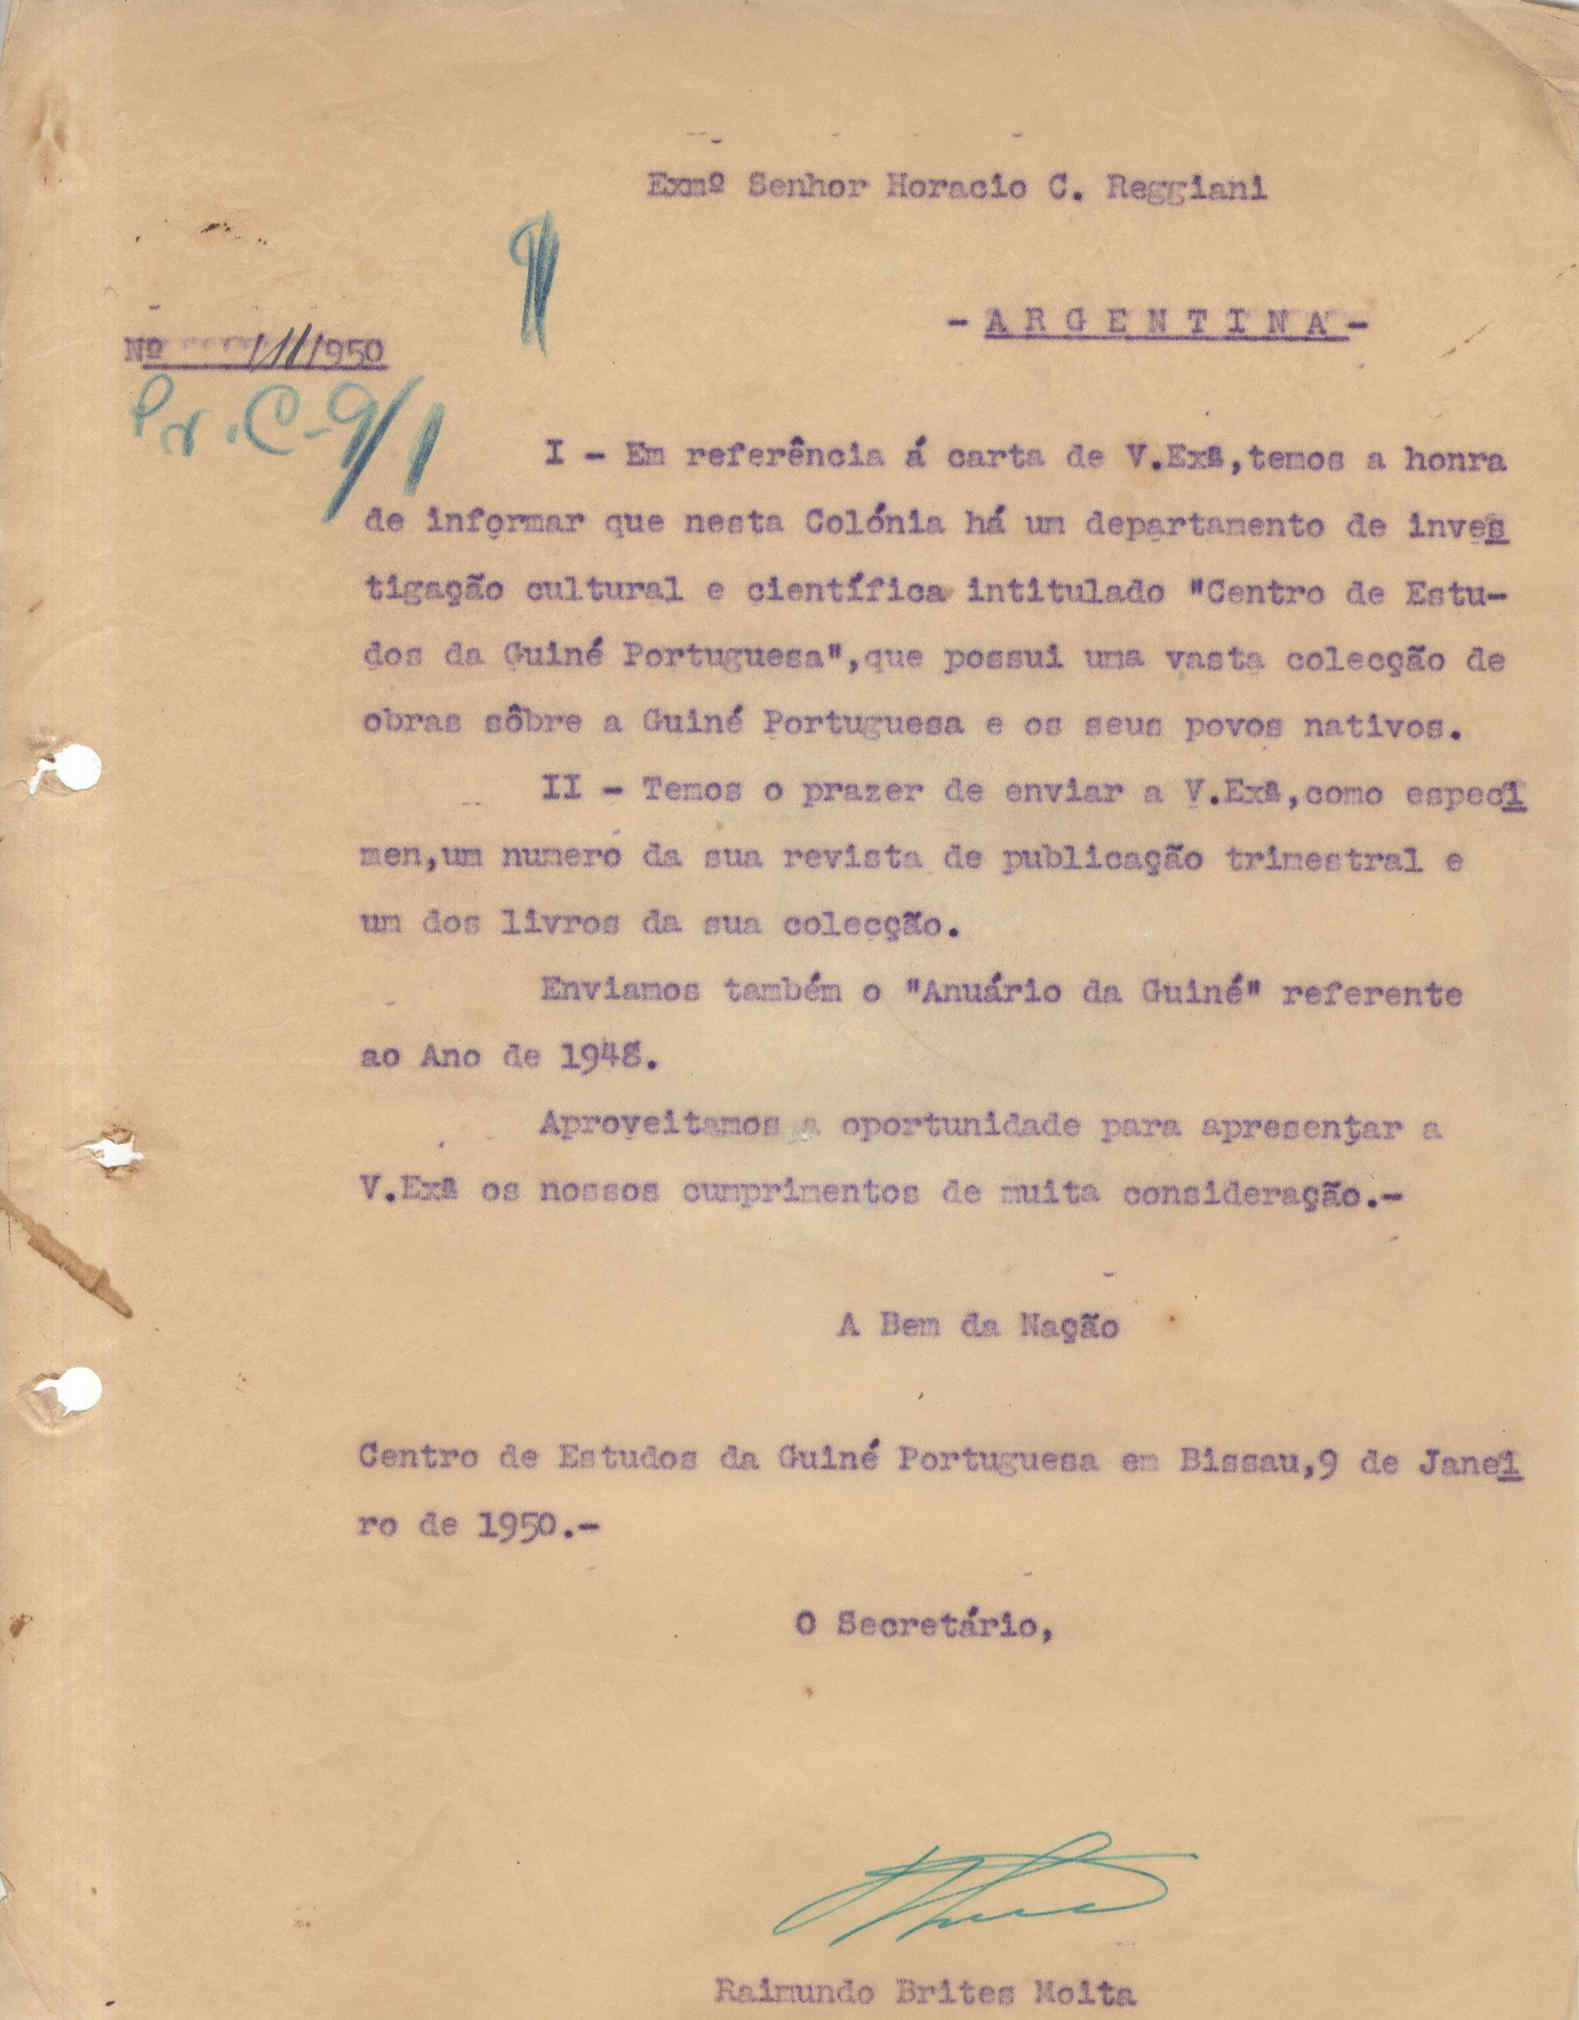 Exmº Senhor Horacio C. Reggiani
- A R G E N T I N A -
Nº /11/950
Pr. C-9/1
I - Em referência á carta de V.Exª,temos a honra
de informar que nesta Colónia há um departamento de inves
tigação cultural e científica intitulado "Centro de Estu-
dos da Guiné Portuguesa",que possui uma vasta colecção de
obras sôbre a Guiné Portuguesa e os seus povos nativos.
II - Temos o prazer de enviar a V.Exª,como especi
men,um numero da sua revista de publicação trimestral e
um dos livros da sua colecção.
Enviamos também o "Anuário da Guiné" referente
ao Ano de 1948.
Aproveitamos a oportunidade para apresentar a
V.Exª os nossos cumprimentos de muita consideração.-
A Bem da Nação
Centro de Estudos da Guiné Portuguesa em Bissau,9 de Janei
ro de 1950.-
O Secretário,
Raimundo Brites Moita